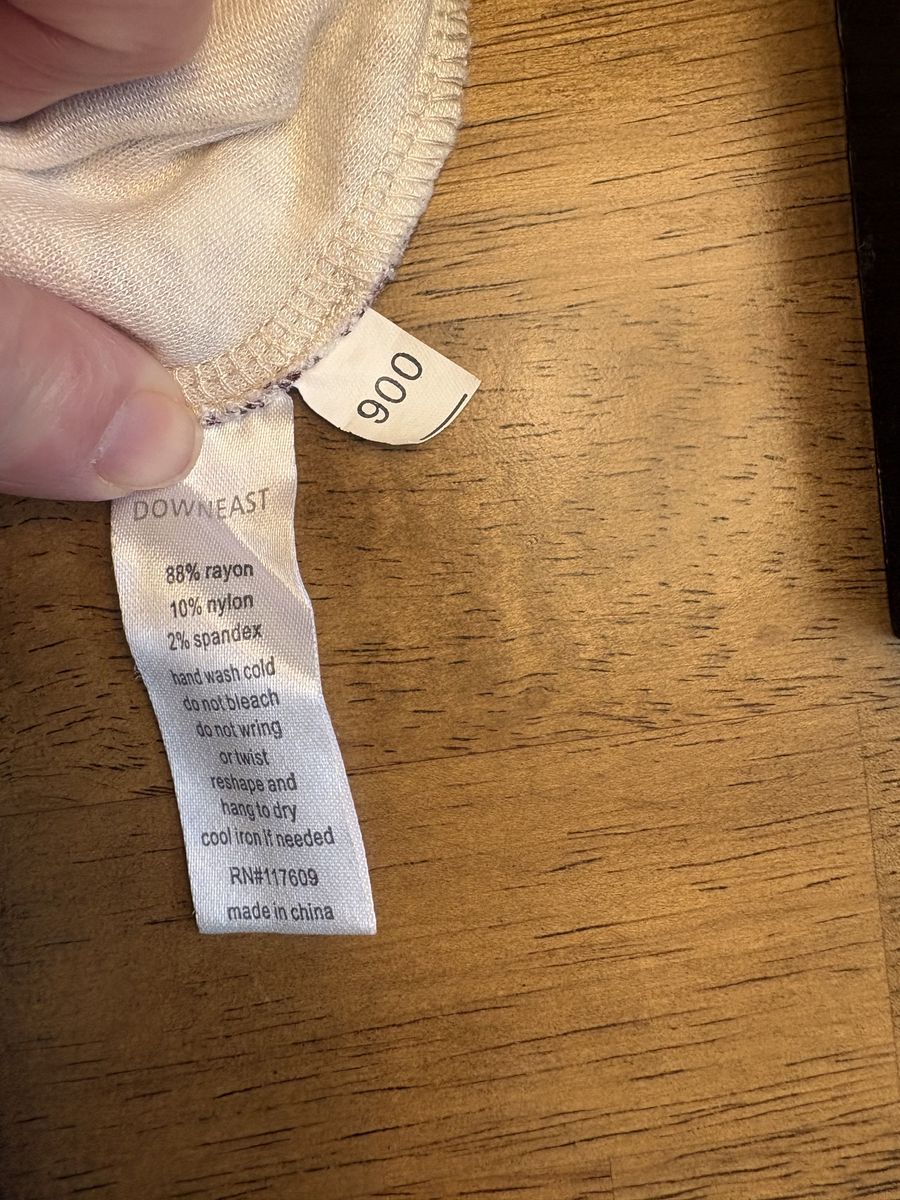 900
DOWNEAST
88% rayon
10% nylon
2% spandex
hand wash cold
do not bleach
do not wring
or twist
reshape and
hang to dry
cool iron if needed
RN#117609
made in china